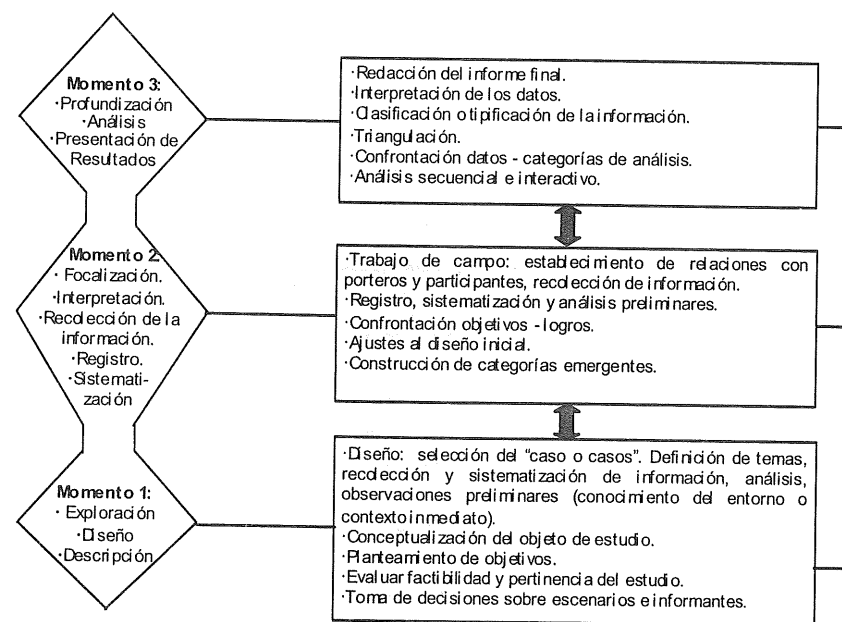 Momento 3:
·Profundización
·Análisis
·Presentación de
Resultados
·Redacción del informe final.
·Interpretación de los datos.
·Clasificación o tipificación de la información.
·Triangulación.
·Confrontación datos - categorías de análisis.
·Análisis secuencial e interactivo.
Momento 2
· Focalización.
·Interpretación.
·Recolección de la
información.
·Registro.
·Sistemati-
zación
·Trabajo de campo: establecimiento de relaciones con
porteros y participantes, recolección de información.
·Registro, sistematización y análisis preliminares.
·Confrontación objetivos - logros.
·Ajustes al diseño inicial.
·Construcción de categorías emergentes.
Momento 1:
· Exploración
·Diseño
·Descripción
·Diseño: selección del “caso o casos”. Definición de temas,
recolección y sistematización de información, análisis,
observaciones preliminares (conocimiento del entorno o
contexto inmediato).
·Conceptualización del objeto de estudio.
·Planteamiento de objetivos.
·Evaluar factibilidad y pertinencia del estudio.
·Toma de decisiones sobre escenarios e informantes.